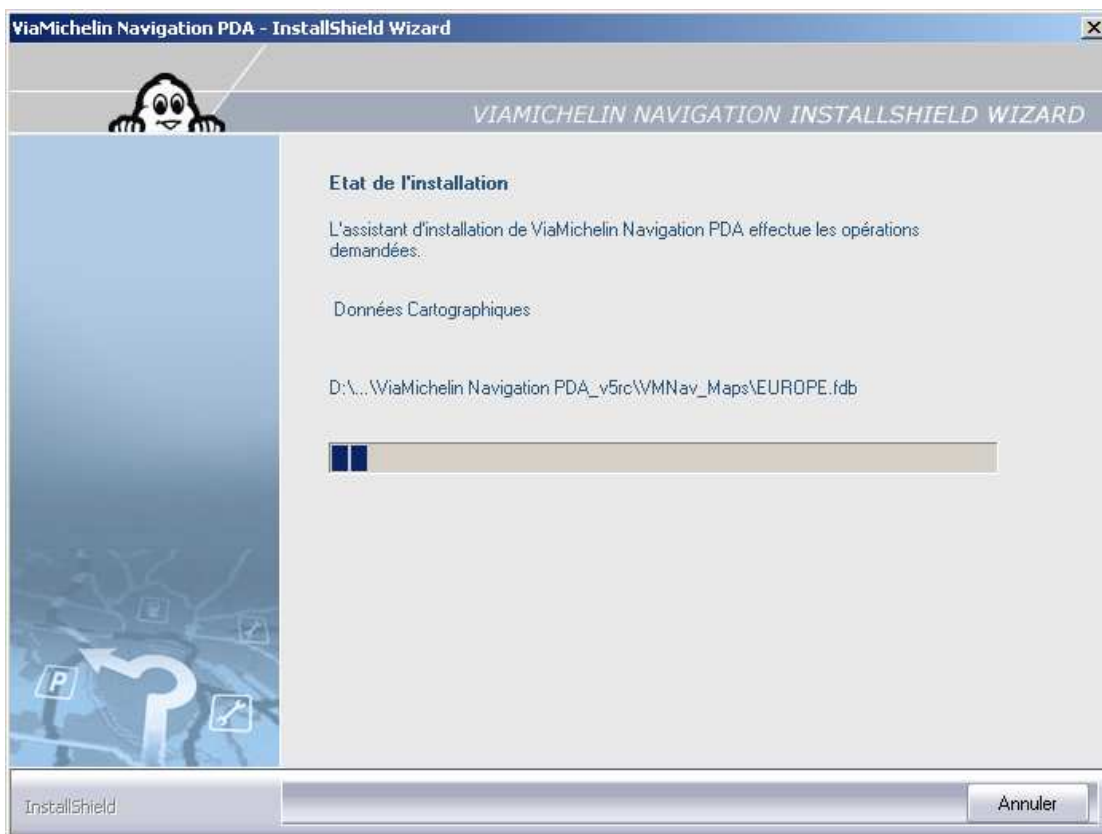 ViaMichelin Navigation PDA - InstallShield Wizard
VIAMICHELIN NAVIGATION INSTALLSHIELD WIZARD
Etat de l'installation
L'assistant d'installation de ViaMichelin Navigation PDA effectue les opérations
demandées.
Données Cartographiques
D:\...\ViaMichelin Navigation PDA_v5rc\VMNav_Maps\EUROPE.fdb
P
InstallShield
Annuler